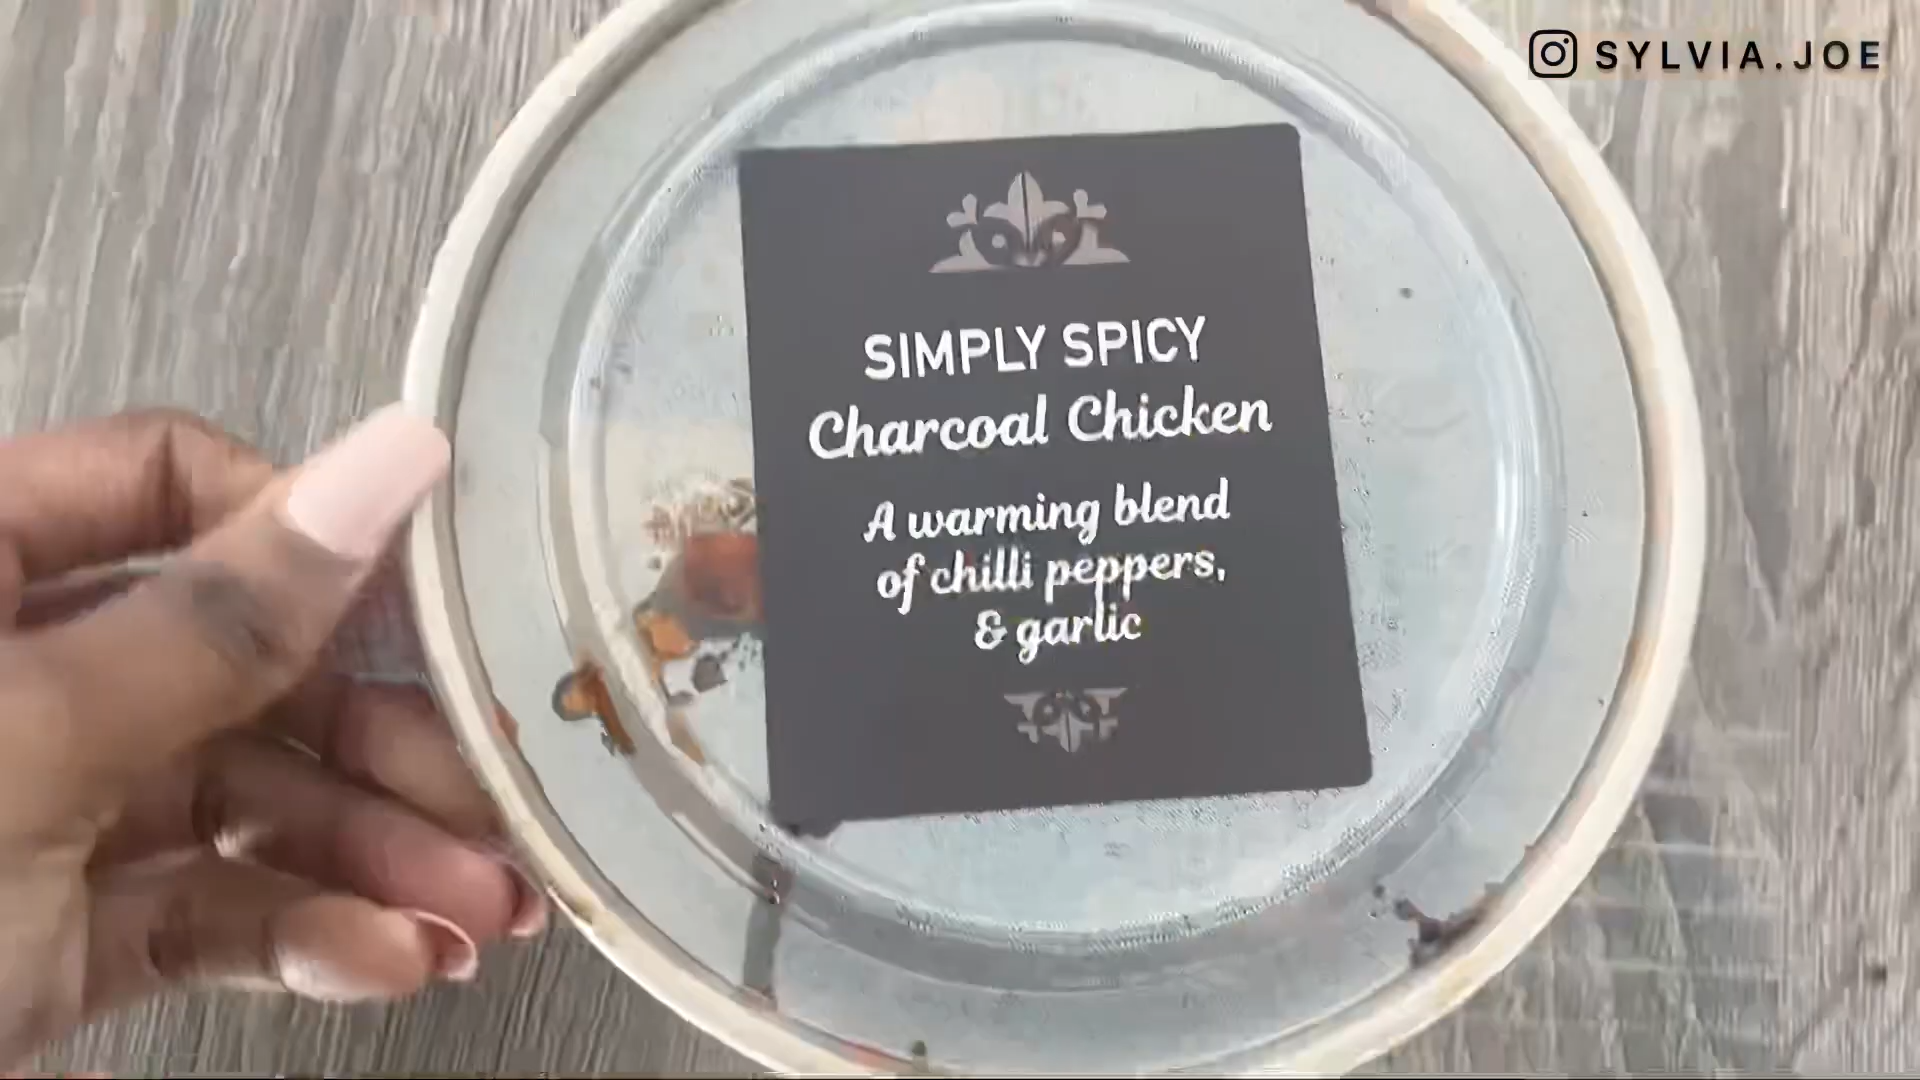 SYLVIA.JOE
SIMPLY SPICY
Charcoal Chicken
A warming blend
of chilli peppers,
& garlic